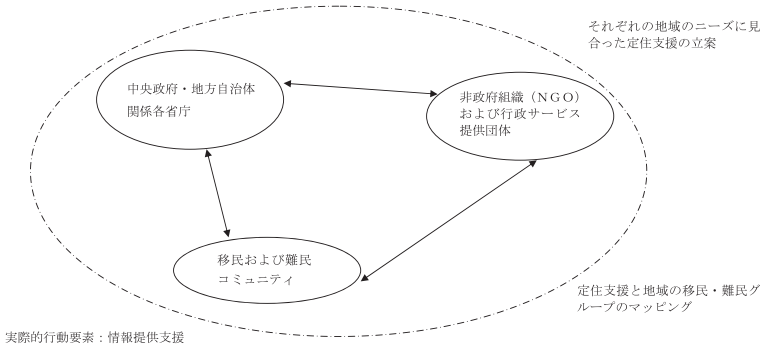 それぞれの地域のニーズに見
合った定住支援の立案
中央政府・地方自治体
関係各省庁
非政府組織（ＮＧＯ）
および行政サービス
提供団体
移民および難民
コミュニティ
定住支援と地域の移民・難民グ
ループのマッピング
実際的行動要素：情報提供支援